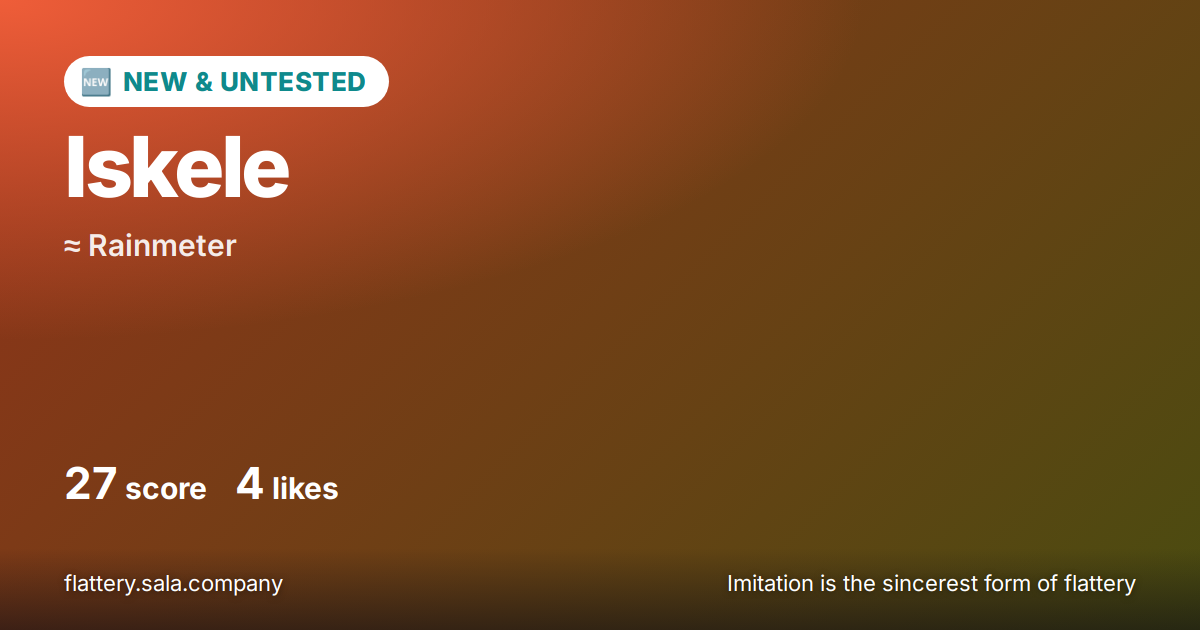 🆕 NEW & UNTESTED
Iskele
≈ Rainmeter
27 score 4 likes
flattery.sala.company
Imitation is the sincerest form of flattery